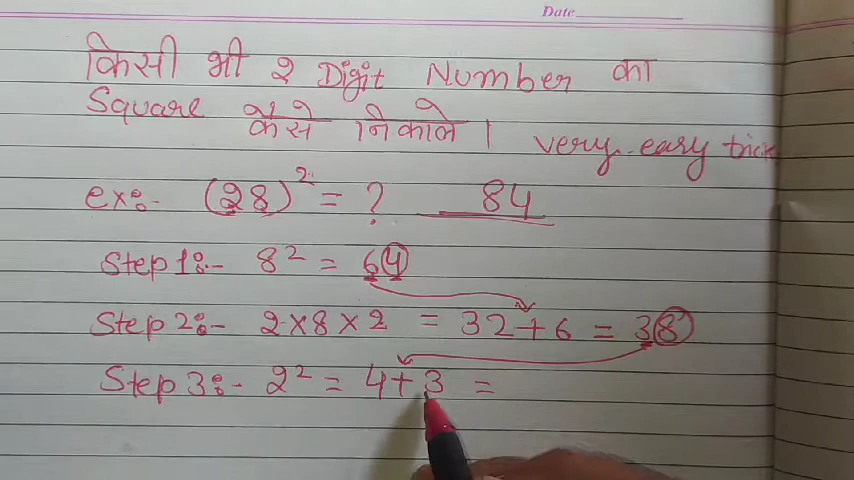 Date
किसी भी २ Digit Number का
Square कैसे निकाले ।
very easy trick
ex:- (28)² = ? 84
Step 1:- 8² = 64
Step 2:- 2×8×2 = 32+6 = 38
Step 3:- 2² = 4+3 =